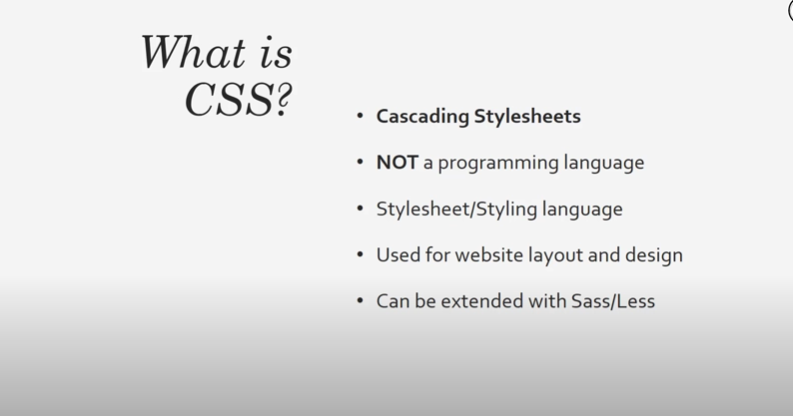 What is
CSS?
• Cascading Stylesheets
• NOT a programming language
• Stylesheet/Styling language
• Used for website layout and design
• Can be extended with Sass/Less